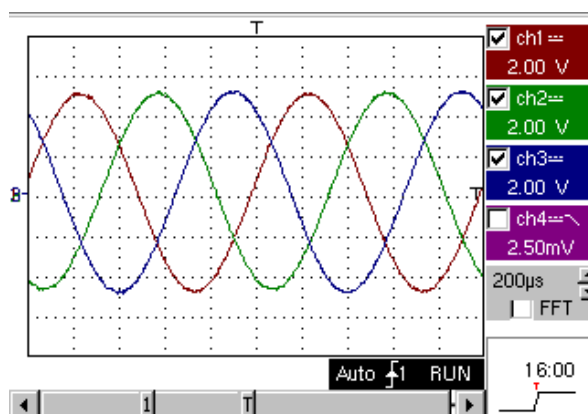 T
ch1
2.00 V
ch2
2.00 V
ch3
2.00 V
ch4
2.50mV
200µs
FFT
T
Auto 1 RUN
16:00
1
T